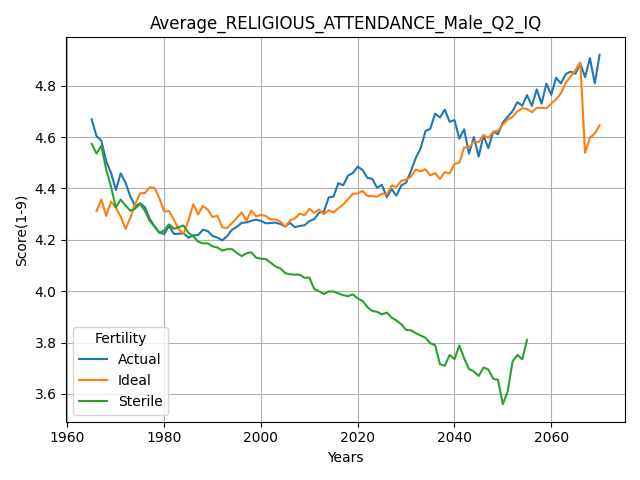 Average_RELIGIOUS_ATTENDANCE_Male_Q2_IQ
Score(1-9)
4.8
4.6
4.4
4.2
4.0
3.8
3.6
Fertility
Actual
Ideal
Sterile
1960 1980 2000 2020 2040 2060
Years